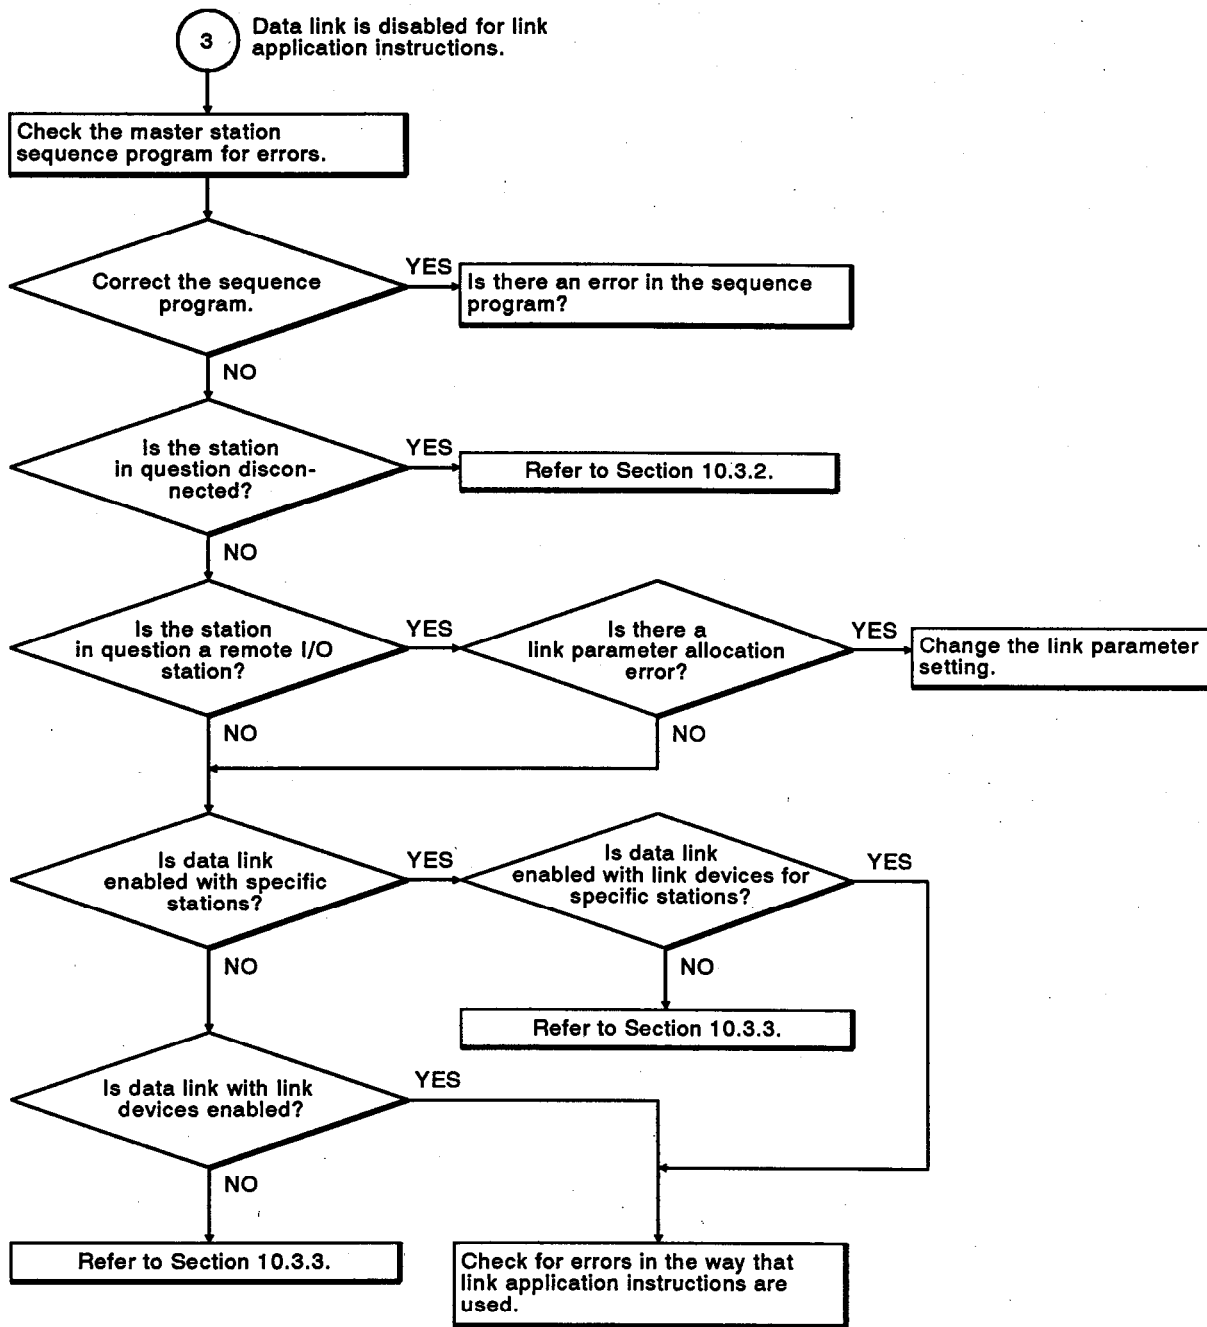 3
Data link is disabled for link
application instructions.
Check the master station
sequence program for errors.
Correct the sequence
program.
YES
Is there an error in the sequence
program?
NO
Is the station
in question discon-
nected?
YES
Refer to Section 10.3.2.
NO
Is the station
in question a remote I/O
station?
YES
Is there a
link parameter allocation
error?
YES
Change the link parameter
setting.
NO
NO
Is data link
enabled with specific
stations?
YES
Is data link
enabled with link devices for
specific stations?
YES
NO
NO
Refer to Section 10.3.3.
Is data link with link
devices enabled?
YES
NO
Refer to Section 10.3.3.
Check for errors in the way that
link application instructions are
used.